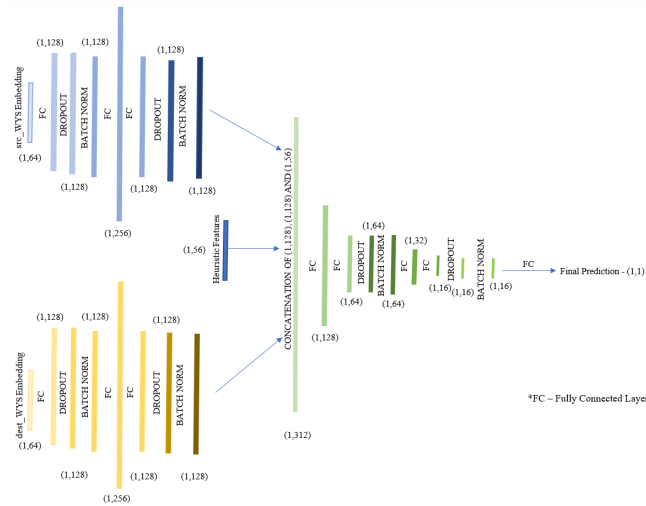 (1,128)
(1,128)
(1,128)
src_WYS Embedding
FC
DROPOUT
BATCH NORM
FC
FC
DROPOUT
BATCH NORM
(1,64)
(1,128)
(1,128)
(1,128)
(1,256)
(1,56)
Heuristic Features
CONCATENATION OF (1,128), (1,128) AND (1,56)
(1,312)
FC
(1,128)
FC
(1,64)
DROPOUT
(1,64)
BATCH NORM
(1,64)
FC
(1,32)
FC
(1,16)
DROPOUT
(1,16)
BATCH NORM
(1,16)
FC
Final Prediction - (1,1)
(1,128)
(1,128)
(1,128)
dest_WYS Embedding
FC
DROPOUT
BATCH NORM
FC
FC
DROPOUT
BATCH NORM
(1,64)
(1,128)
(1,128)
(1,128)
(1,256)
*FC – Fully Connected Laye